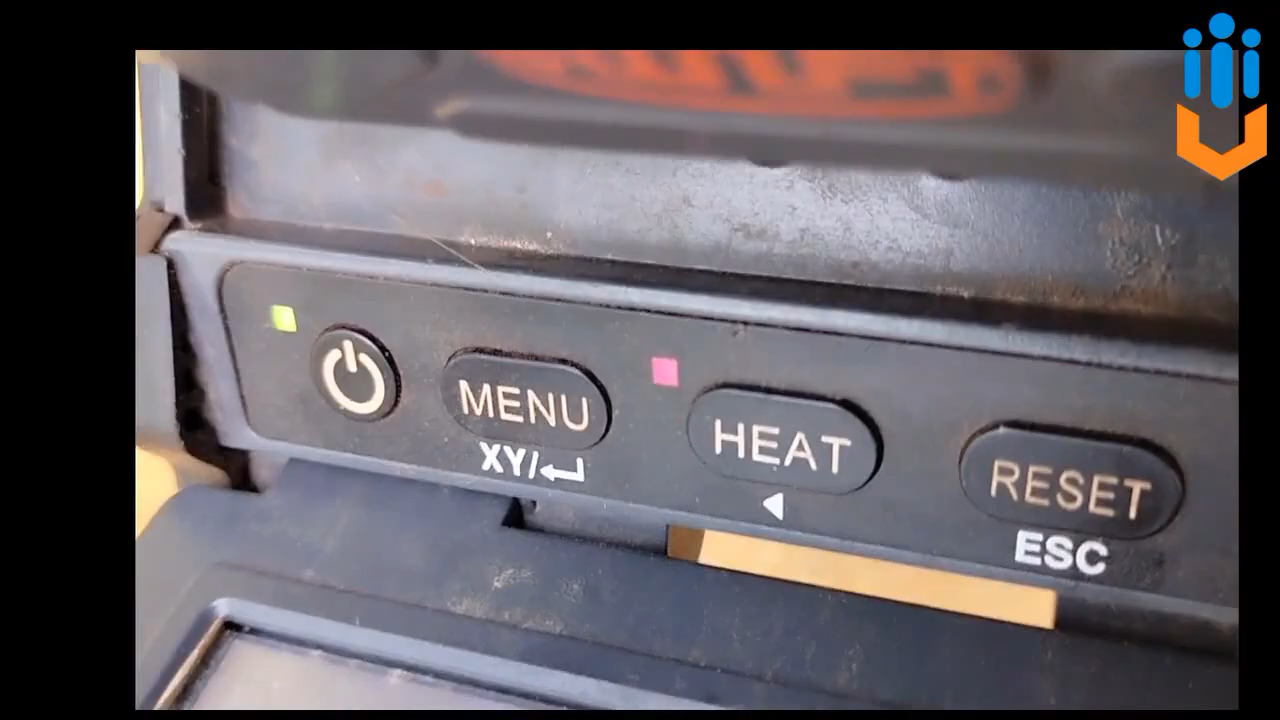 MENU
XY/↵
HEAT
◀
RESET
ESC